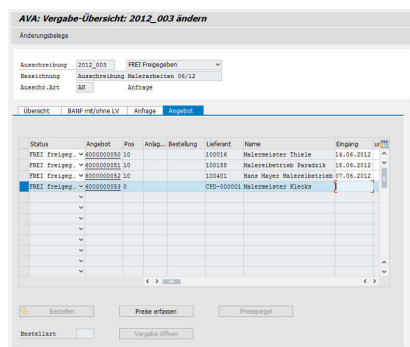 AVA: Vergabe-Übersicht: 2012_003 ändern
Änderungsbelege
Ausschreibung 2012_003 FREI Freigegeben
Bezeichnung Ausschreibung Malerarbeiten 06/12
Ausschr.Art AN Anfrage
Übersicht BANF mit/ohne LV Anfrage Angebot
Status Angebot Pos Anlag... Bestellung Lieferant Name Eingang
FREI freigeg.. 6000000050 10 100016 Malermeister Thiele 14.06.2012
FREI freigeg.. 6000000051 10 100158 Malereibetrieb Paradzik 18.06.2012
FREI freigeg.. 6000000052 10 100401 Hans Mayer Malereibetrieb 07.06.2012
FREI freigeg.. 6000000053 0 CPD-000001 Malermeister Klecks
Bestellen Preise erfassen Preisspiegel
Bestellart Vergabe öffnen